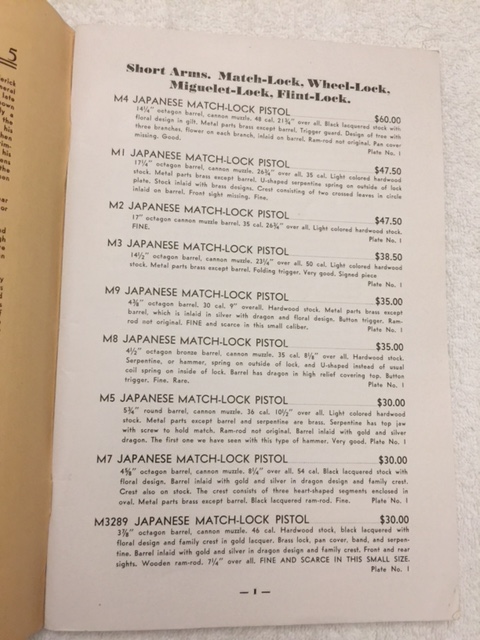 Short Arms. Match-Lock, Wheel-Lock,
Miguelet-Lock, Flint-Lock.
M4 JAPANESE MATCH-LOCK PISTOL $60.00
14¼" octagon barrel, cannon muzzle. 48 cal. 21¾" over all. Black lacquered stock with
floral design in gilt. Metal parts brass except barrel. Trigger guard. Design of tree with
three branches, flower on each branch, inlaid on barrel. Ram-rod not original. Pan cover
missing. Good. Plate No. 1
M1 JAPANESE MATCH-LOCK PISTOL $47.50
17¼" octagon barrel, cannon muzzle. 26¾" over all. 35 cal. Light colored hardwood
stock. Metal parts brass except barrel. U-shaped serpentine spring on outside of lock
plate. Stock inlaid with brass designs. Crest consisting of two crossed leaves in circle
inlaid on barrel. Front sight missing. Fine. Plate No. 1
M2 JAPANESE MATCH-LOCK PISTOL $47.50
17" octagon cannon muzzle barrel. 35 cal. 26¾" over all. Light colored hardwood stock.
FINE. Plate No. 1
M3 JAPANESE MATCH-LOCK PISTOL $38.50
14½" octagon barrel, cannon muzzle, 23¼" over all. 50 cal. Light colored hardwood
stock. Metal parts brass except barrel. Folding trigger. Very good. Signed piece
Plate No. 1
M9 JAPANESE MATCH-LOCK PISTOL $35.00
4⅜" octagon barrel. 30 cal. 9" overall. Hardwood stock. Metal parts brass except
barrel, which is inlaid in silver with dragon and floral design. Button trigger. Ram-
rod not original. FINE and scarce in this small caliber. Plate No. 1
M8 JAPANESE MATCH-LOCK PISTOL $35.00
4½" octagon bronze barrel, cannon muzzle. 35 cal. 8⅛" over all. Hardwood stock.
Serpentine, or hammer, spring on outside of lock, and U-shaped instead of usual
coil spring on inside of lock. Barrel has dragon in high relief covering top. Button
trigger. Fine. Rare. Plate No. 1
M5 JAPANESE MATCH-LOCK PISTOL $30.00
5¾" round barrel, cannon muzzle. 36 cal. 10½" over all. Light colored hardwood
stock. Metal parts except barrel and serpentine are brass. Serpentine has top jaw
with screw to hold match. Ram-rod not original. Barrel inlaid with gold and silver
dragon. The first one we have seen with this type of hammer. Very good. Plate No. 1
M7 JAPANESE MATCH-LOCK PISTOL $30.00
4⅜" octagon barrel, cannon muzzle. 8¼" over all. 54 cal. Black lacquered stock with
floral design. Barrel inlaid with gold and silver in dragon design and family crest.
Crest also on stock. The crest consists of three heart-shaped segments enclosed in
oval. Metal parts brass except barrel. Black lacquered ram-rod. Fine. Plate No. 1
M3289 JAPANESE MATCH-LOCK PISTOL $30.00
3⅞" octagon barrel, cannon muzzle. 46 cal. Hardwood stock, black lacquered with
floral design and family crest in gold lacquer. Brass lock, pan cover, band, and serpen-
tine. Barrel inlaid with gold and silver in dragon design and family crest. Front and rear
sights. Wooden ram-rod. 7¼" over all. FINE AND SCARCE IN THIS SMALL SIZE.
Plate No. 1
— 1 —